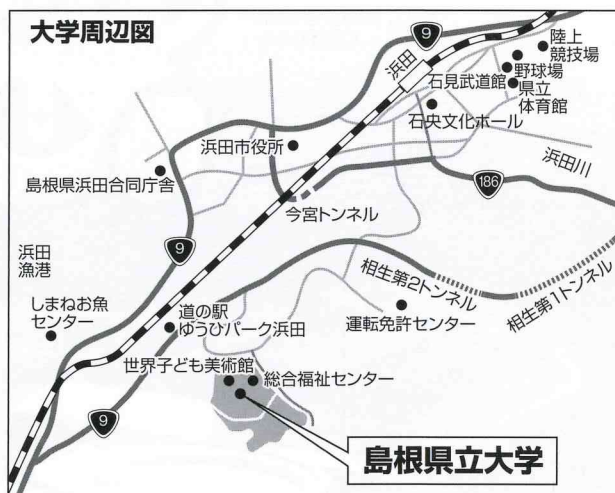 大学周辺図
9
浜田
陸上
競技場
石見武道館
野球場
県立
体育館
石央文化ホール
浜田市役所
浜田川
島根県浜田合同庁舎
186
今宮トンネル
9
浜田
漁港
相生第2トンネル
相生第1トンネル
しまねお魚
センター
道の駅
ゆうひパーク浜田
運転免許センター
世界子ども美術館
総合福祉センター
9
島根県立大学